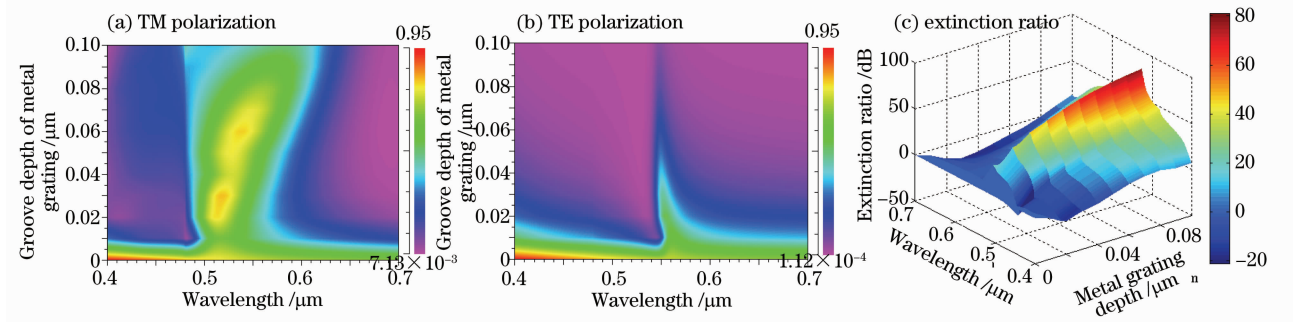 (a) TM polarization
0.95
Groove depth of metal
grating /μm
0.10
0.08
0.06
0.04
0.02
0
0.4
0.5
0.6
0.7
7.13×10⁻³
Wavelength /μm
(b) TE polarization
0.95
Groove depth of metal
grating /μm
0.10
0.08
0.06
0.04
0.02
0
0.4
0.5
0.6
0.7
1.12×10⁻⁴
Wavelength /μm
(c) extinction ratio
Extinction ratio /dB
100
50
0
−50
0.7
0.6
0.5
0.4
Wavelength /μm
0
0.04
0.08
Metal grating
depth /μm
n
80
60
40
20
0
−20